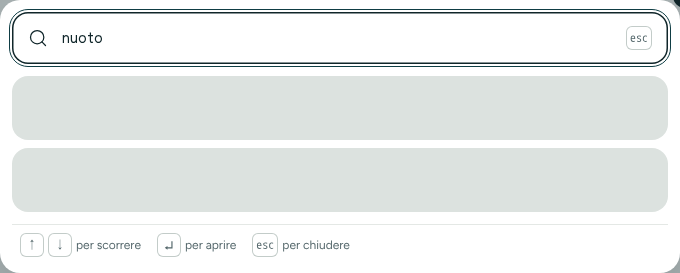 nuoto esc
↑ ↓ per scorrere ↵ per aprire esc per chiudere